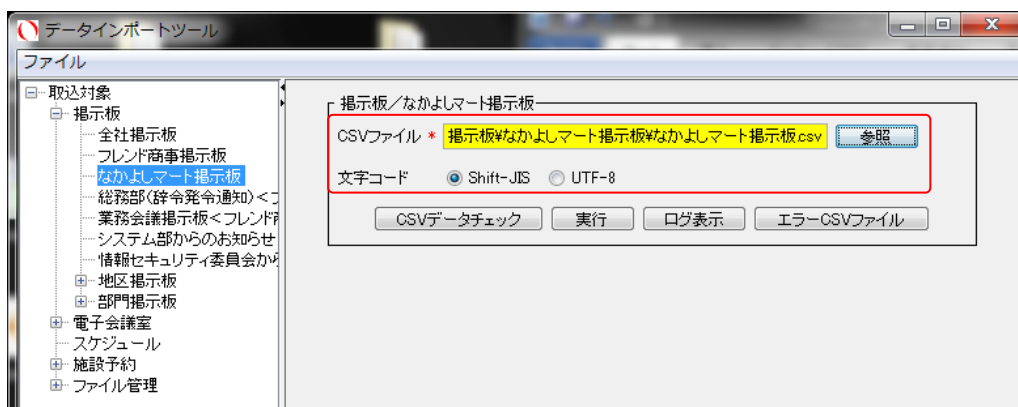 データインポートツール
ファイル
取込対象
掲示板
全社掲示板
フレンド商事掲示板
なかよしマート掲示板
総務部(辞令発令通知)<フ
業務会議掲示板<フレンド商
システム部からのお知らせ
情報セキュリティ委員会から
地区掲示板
部門掲示板
電子会議室
スケジュール
施設予約
ファイル管理
掲示板/なかよしマート掲示板
CSVファイル * 掲示板¥なかよしマート掲示板¥なかよしマート掲示板.csv 参照
文字コード Shift-JIS UTF-8
CSVデータチェック 実行 ログ表示 エラーCSVファイル